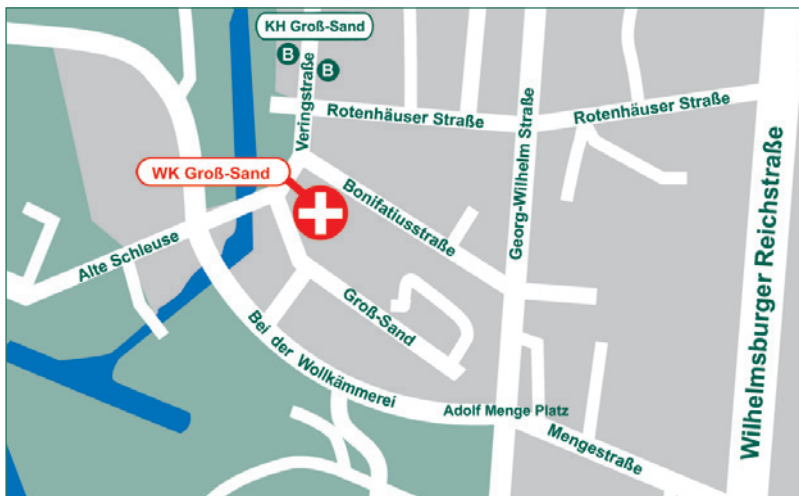 KH Groß-Sand
B
B
Veringstraße
Rotenhäuser Straße
Rotenhäuser Straße
WK Groß-Sand
Bonifatiusstraße
Georg-Wilhelm Straße
Wilhelmsburger Reichstraße
Alte Schleuse
Groß-Sand
Bei der Wollkämmerei
Adolf Menge Platz
Mengestraße